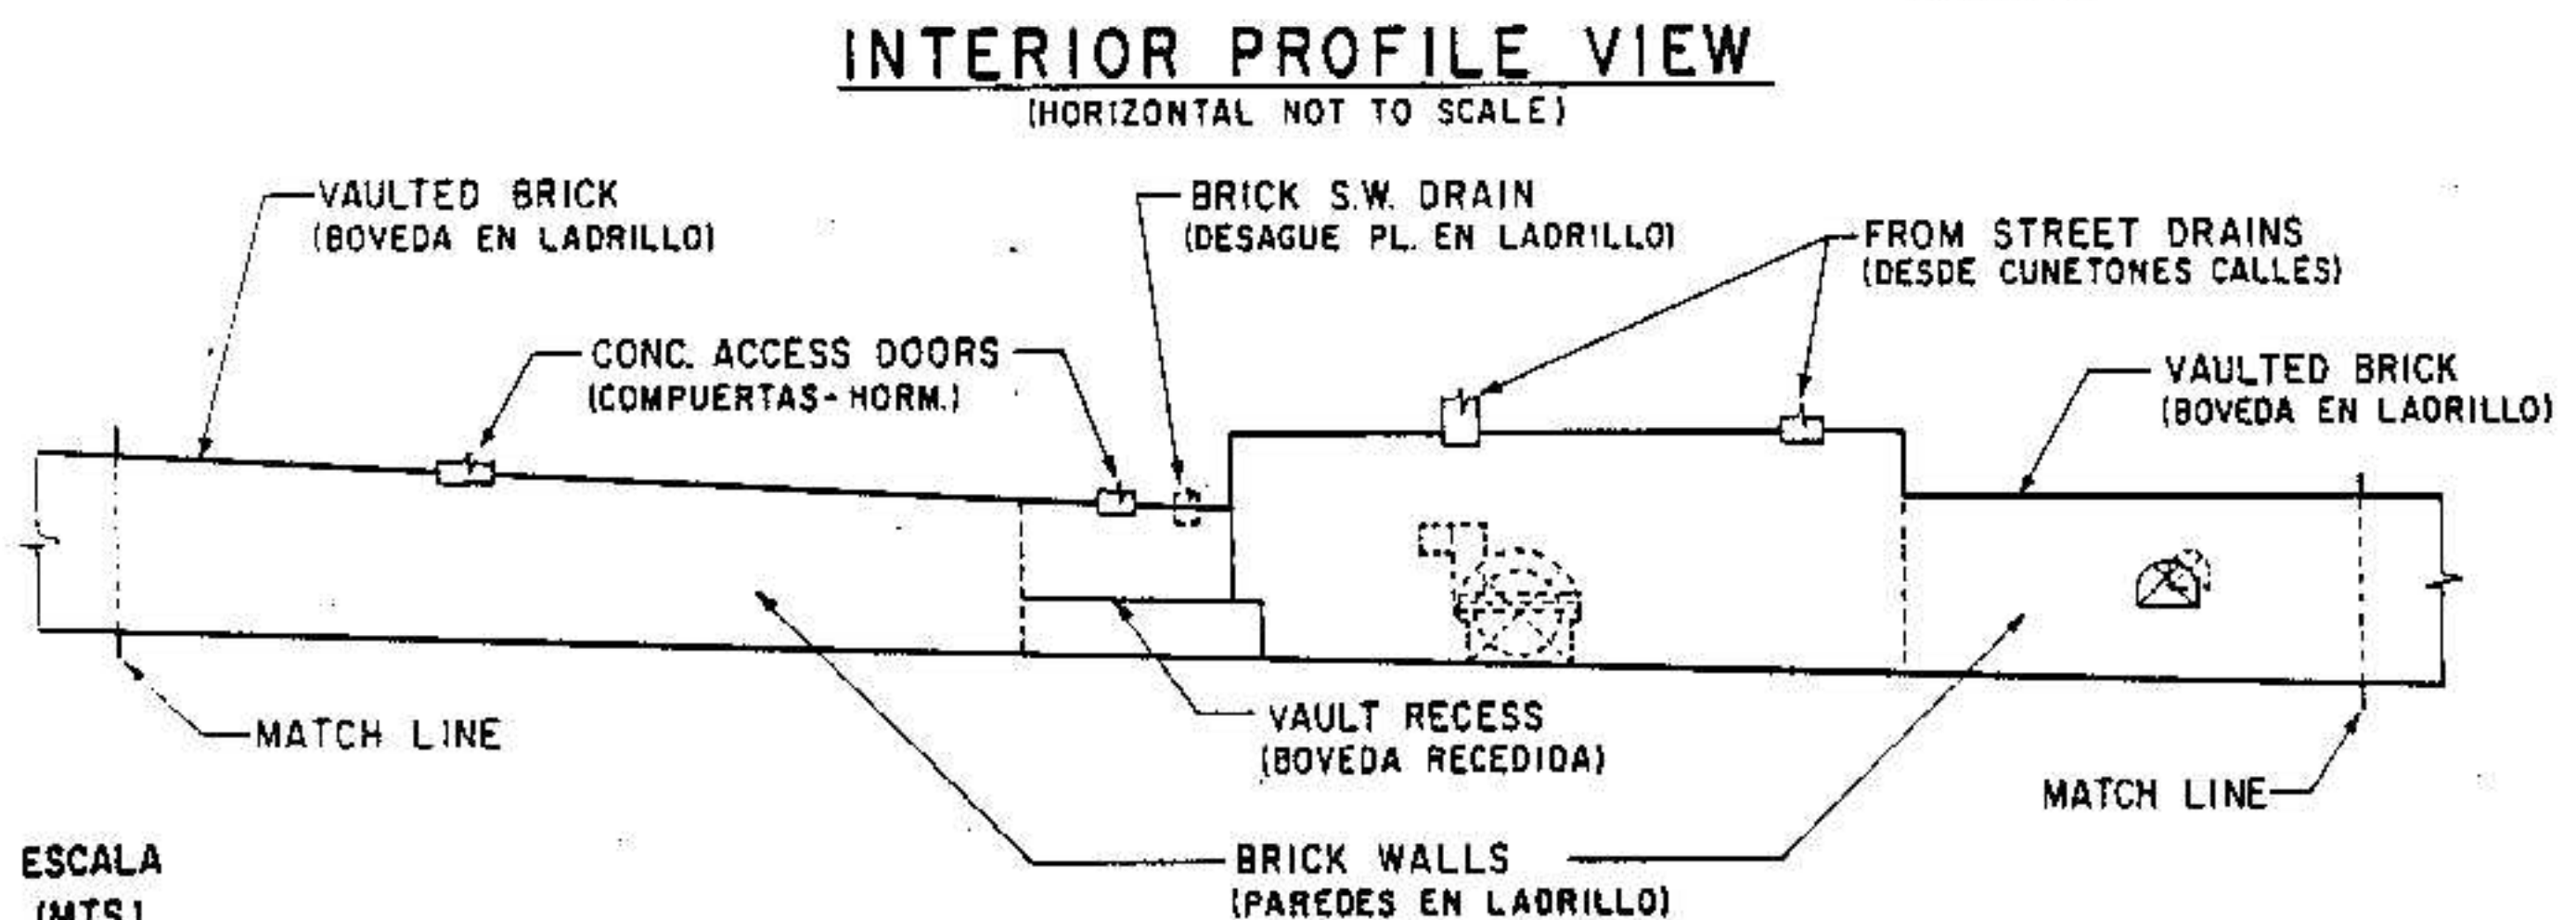 INTERIOR PROFILE VIEW
(HORIZONTAL NOT TO SCALE)
VAULTED BRICK
(BOVEDA EN LADRILLO)
BRICK S.W. DRAIN
(DESAGUE PL. EN LADRILLO)
FROM STREET DRAINS
(DESDE CUNETONES CALLES)
CONC. ACCESS DOORS
(COMPUERTAS-HORM.)
VAULTED BRICK
(BOVEDA EN LADRILLO)
MATCH LINE
VAULT RECESS
(BOVEDA RECEDIDA)
MATCH LINE
BRICK WALLS
(PAREDES EN LADRILLO)
ESCALA
(MTS.)